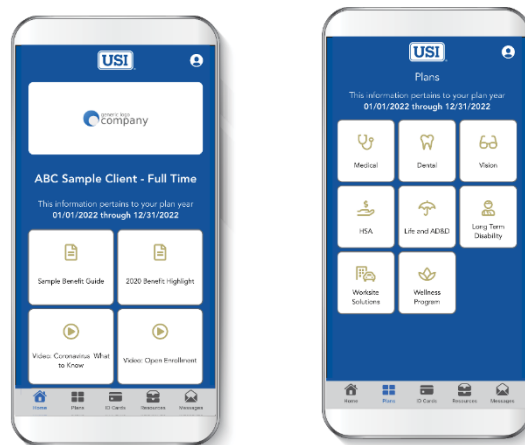 USI
generic logo
company
ABC Sample Client - Full Time
This information pertains to your plan year
01/01/2022 through 12/31/2022
Sample Benefit Guide
2020 Benefit Highlight
Video: Coronavirus What
to Know
Video: Open Enrollment
Home
Plans
ID Cards
Resources
Messages
USI
Plans
This information pertains to your plan year
01/01/2022 through 12/31/2022
Medical
Dental
Vision
HSA
Life and AD&D
Long Term
Disability
Worksite
Solutions
Wellness
Program
Home
Plans
ID Cards
Resources
Messages